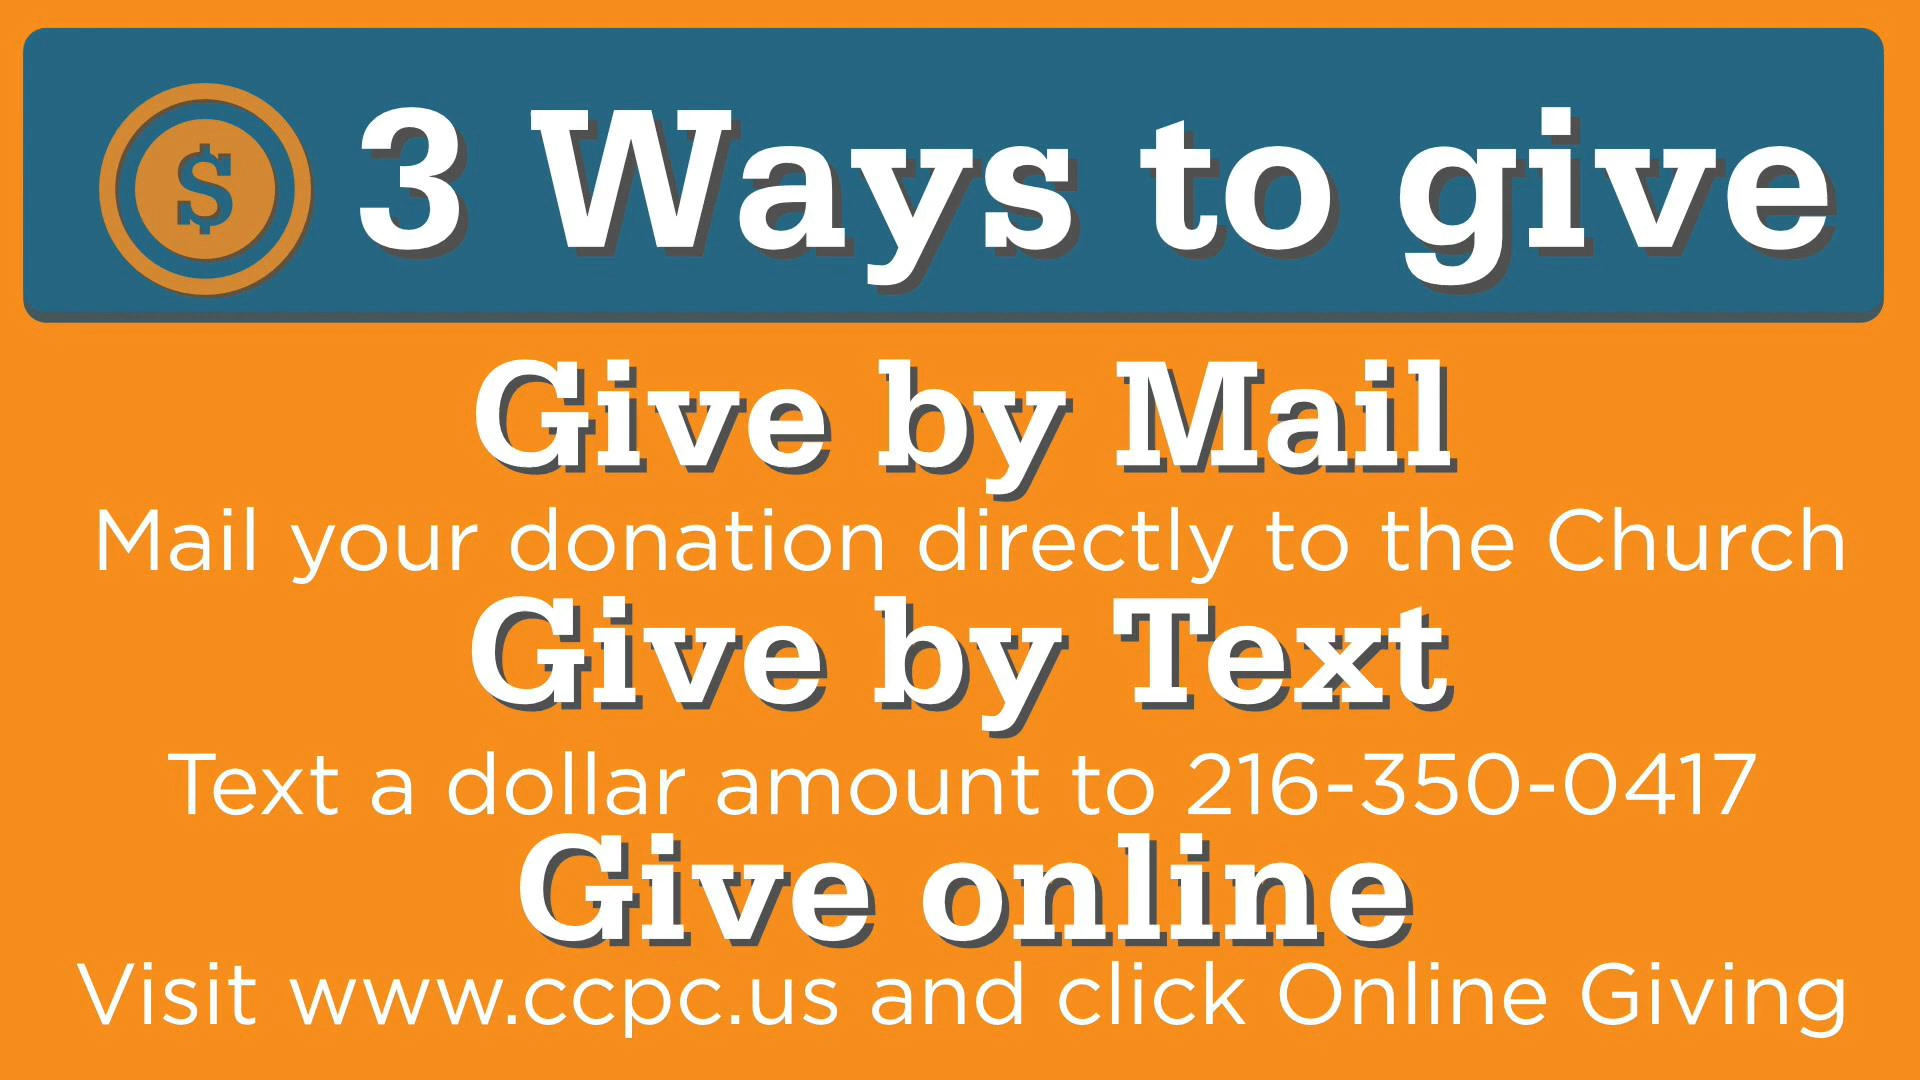 $ 3 Ways to give
Give by Mail
Mail your donation directly to the Church
Give by Text
Text a dollar amount to 216-350-0417
Give online
Visit www.ccpc.us and click Online Giving